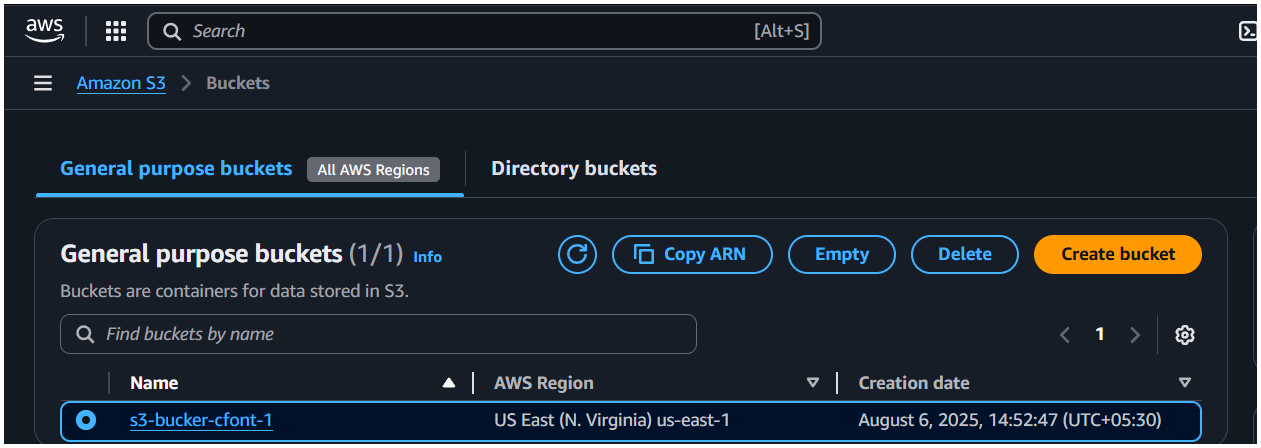 aws Search [Alt+S]
Amazon S3 > Buckets
General purpose buckets All AWS Regions Directory buckets
General purpose buckets (1/1) Info Copy ARN Empty Delete Create bucket
Buckets are containers for data stored in S3.
Find buckets by name 1
Name AWS Region Creation date
s3-bucker-cfont-1 US East (N. Virginia) us-east-1 August 6, 2025, 14:52:47 (UTC+05:30)